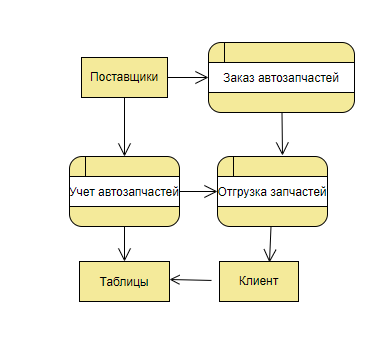 Поставщики
Заказ автозапчастей
Учет автозапчастей
Отгрузка запчастей
Таблицы
Клиент